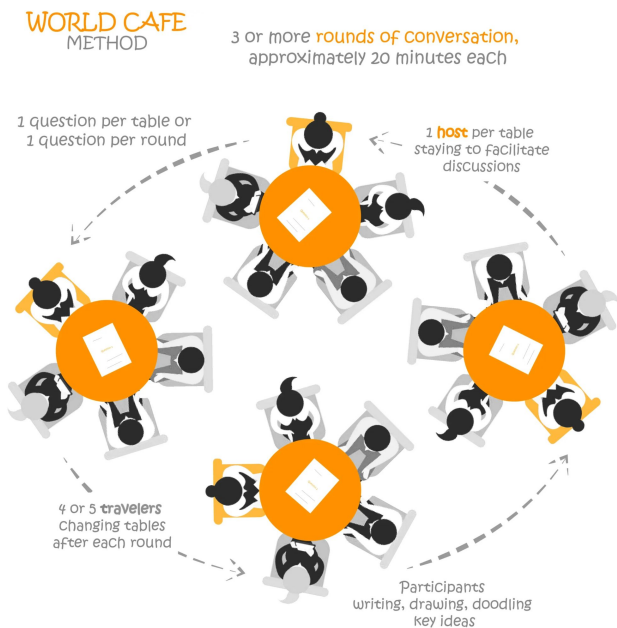 WORLD CAFE
METHOD
3 or more rounds of conversation,
approximately 20 minutes each
1 question per table or
1 question per round
1 host per table
staying to facilitate
discussions
4 or 5 travelers
changing tables
after each round
Participants
writing, drawing, doodling
key ideas